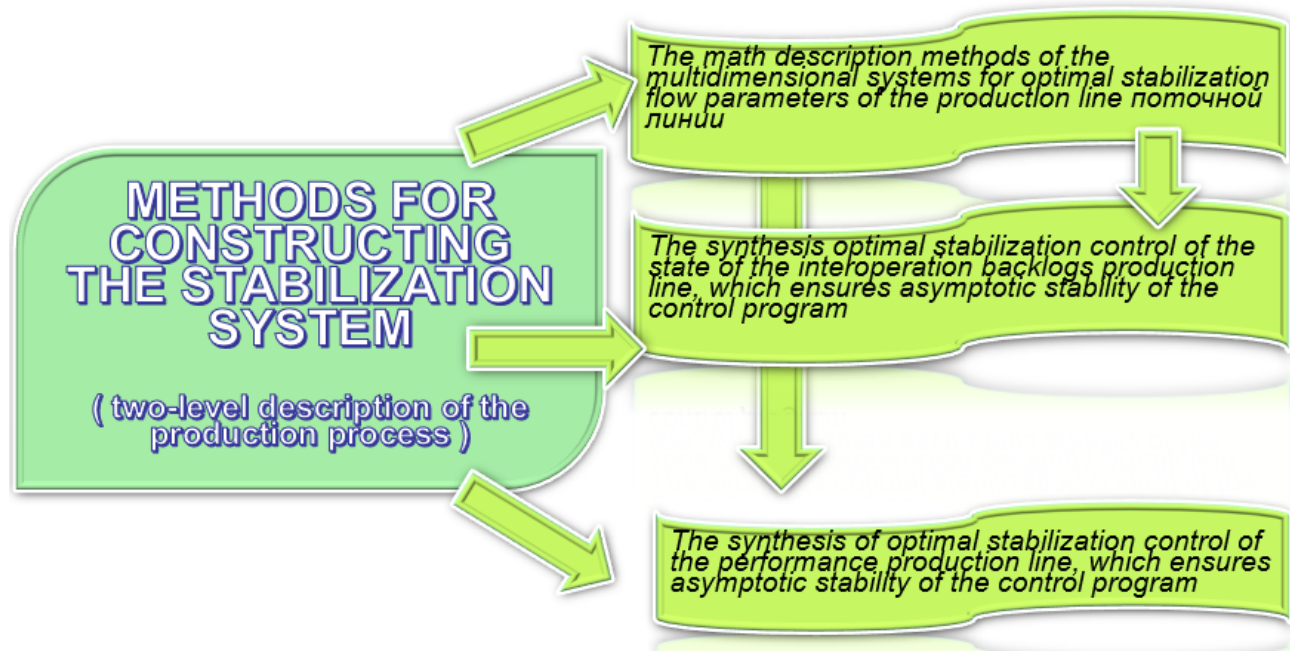 METHODS FOR
CONSTRUCTING
THE STABILIZATION
SYSTEM
( two-level description of the
production process )
The math description methods of the
multidimensional systems for optimal stabilization
flow parameters of the production line поточной
линии
The synthesis optimal stabilization control of the
state of the interoperation backlogs production
line, which ensures asymptotic stability of the
control program
The synthesis of optimal stabilization control of
the performance production line, which ensures
asymptotic stability of the control program